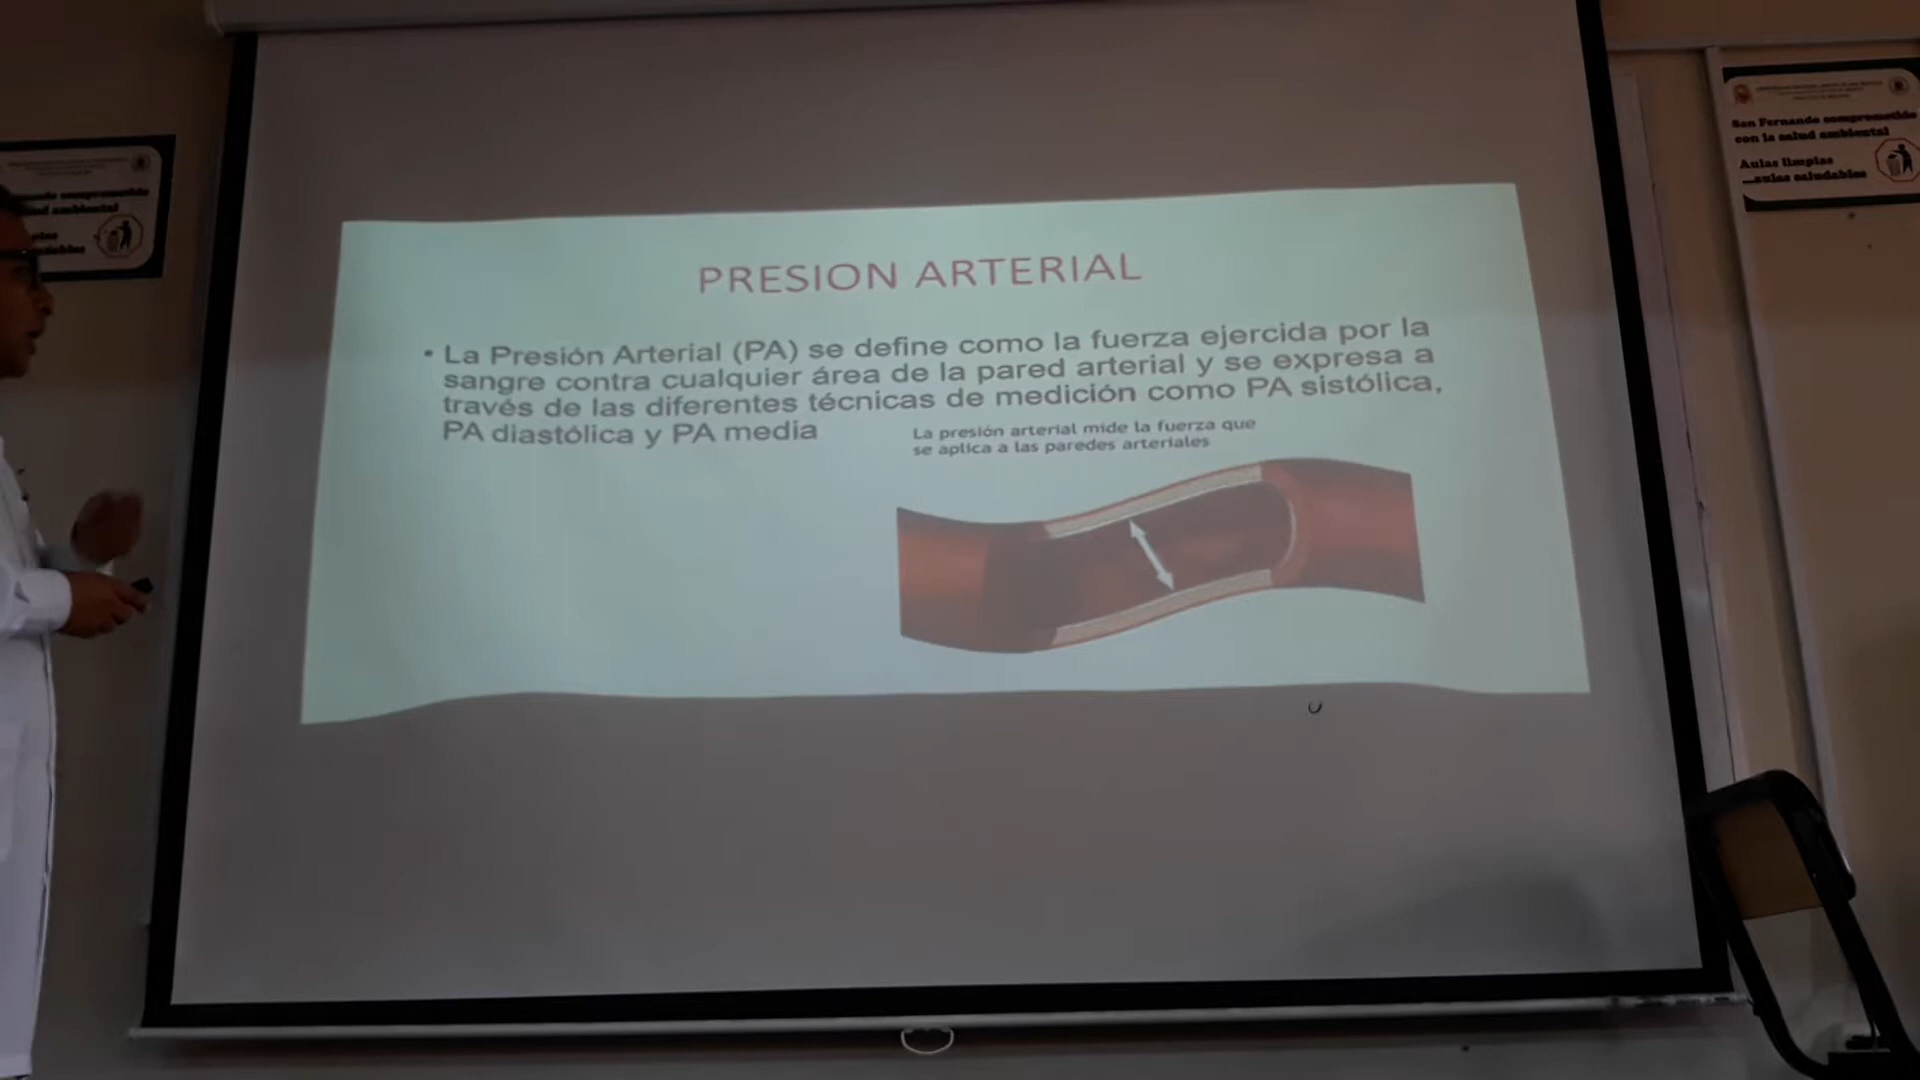 PRESION ARTERIAL
• La Presión Arterial (PA) se define como la fuerza ejercida por la
sangre contra cualquier área de la pared arterial y se expresa a
través de las diferentes técnicas de medición como PA sistólica,
PA diastólica y PA media
La presión arterial mide la fuerza que
se aplica a las paredes arteriales
San Fernando comprometido
con la salud ambiental
Aulas limpias
...aulas saludables
comprometido
ambiental